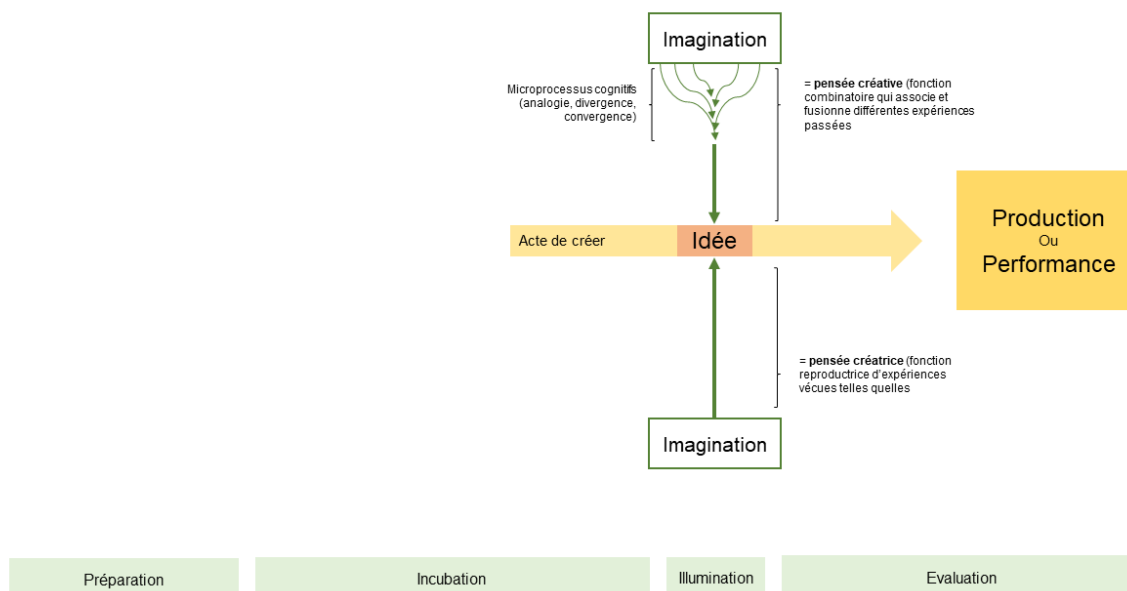 Imagination
Microprocessus cognitifs
(analogie, divergence,
convergence)
= pensée créative (fonction
combinatoire qui associe et
fusionne différentes expériences
passées
Acte de créer
Idée
Production
Ou
Performance
= pensée créatrice (fonction
reproductrice d'expériences
vécues telles quelles
Imagination
Préparation
Incubation
Illumination
Evaluation